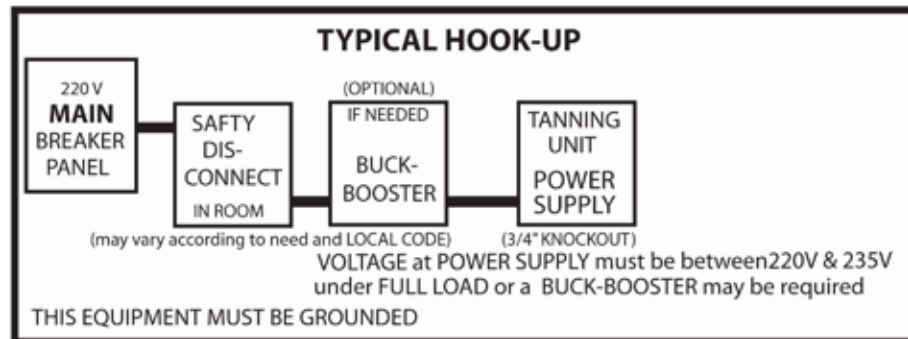 TYPICAL HOOK-UP
220 V
MAIN
BREAKER
PANEL
SAFTY
DIS-
CONNECT
IN ROOM
(OPTIONAL)
IF NEEDED
BUCK-
BOOSTER
TANNING
UNIT
POWER
SUPPLY
(may vary according to need and LOCAL CODE)
(3/4" KNOCKOUT)
VOLTAGE at POWER SUPPLY must be between220V & 235V
under FULL LOAD or a BUCK-BOOSTER may be required
THIS EQUIPMENT MUST BE GROUNDED